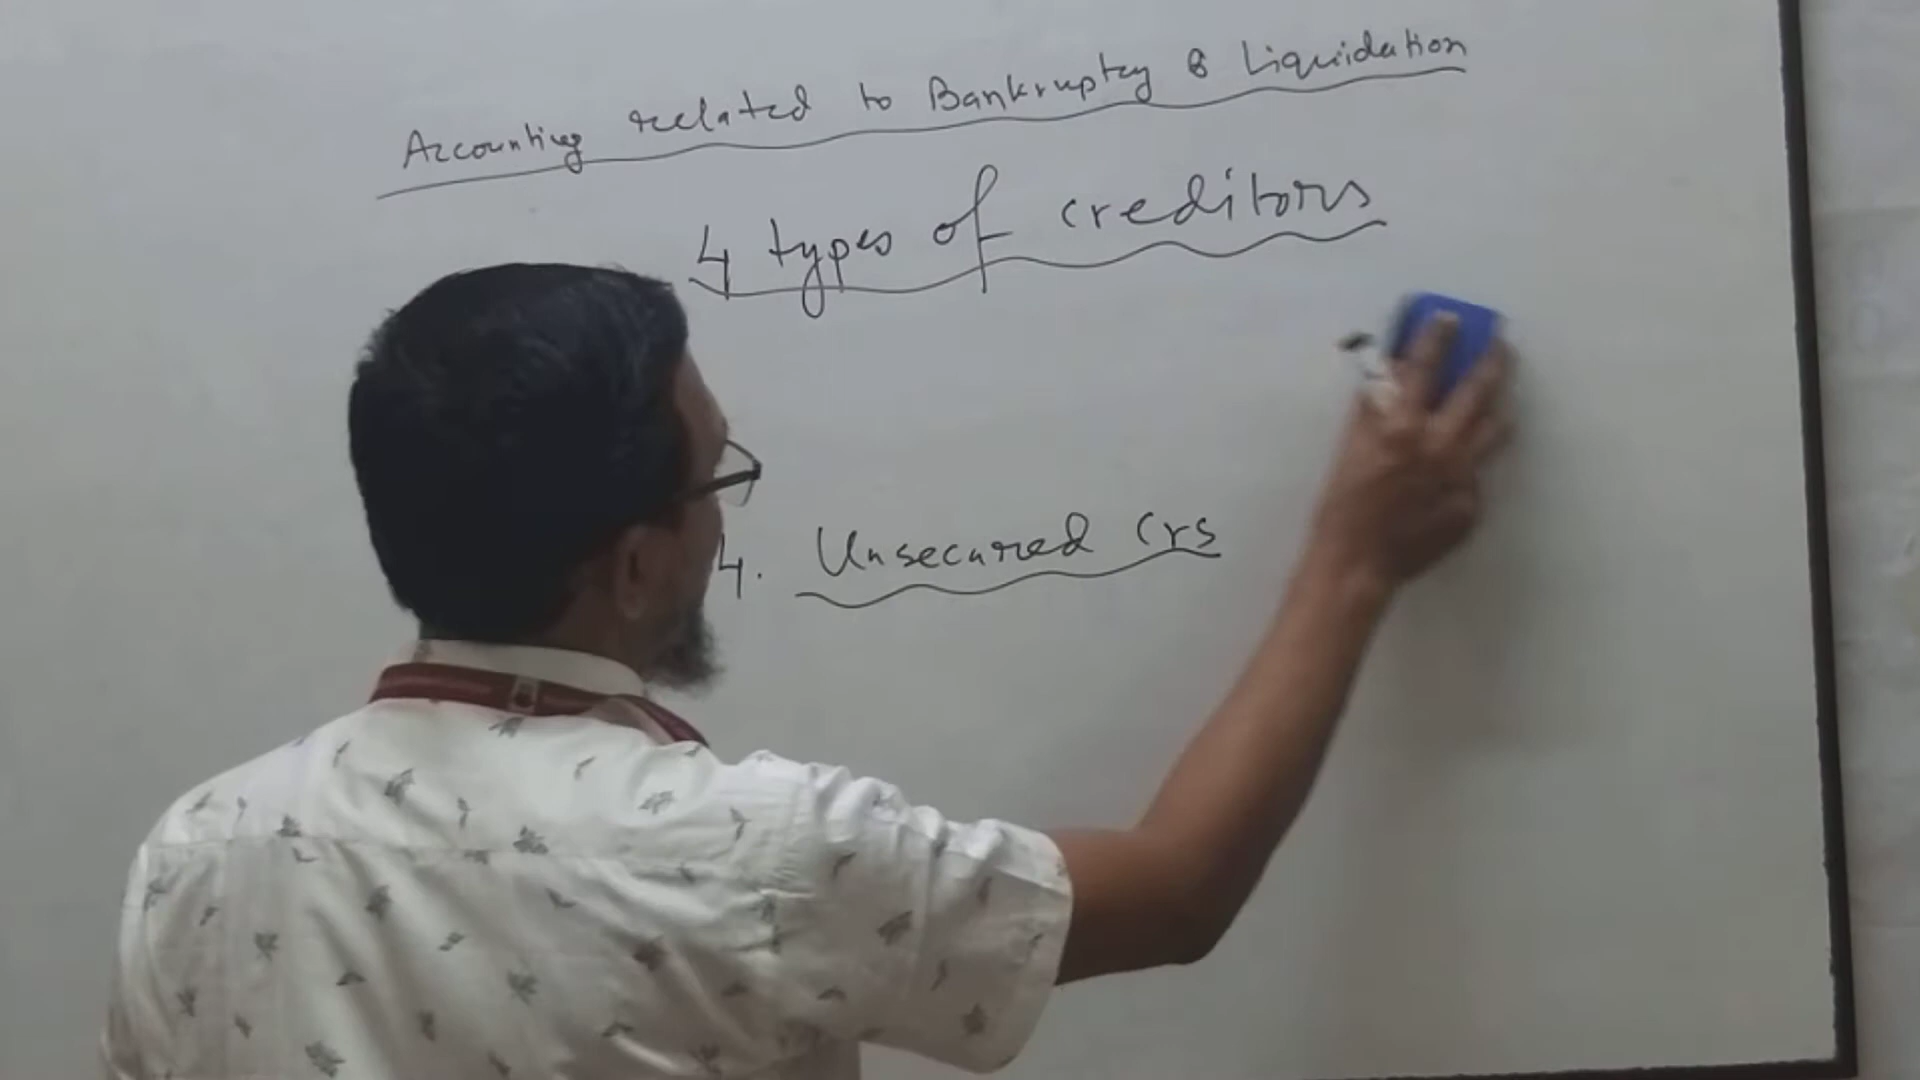 Accounting related to Bankruptcy & Liquidation
4 types of creditors
4. Unsecured Crs